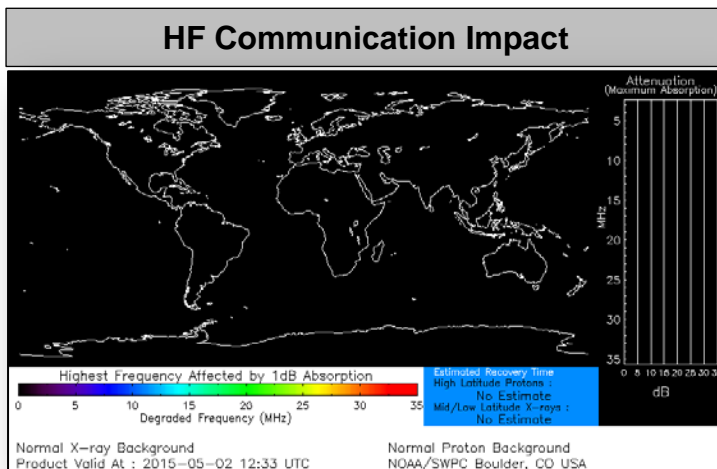 HF Communication Impact
Attenuation
(Maximum Absorption)
5
10
15
20
25
30
35
MHz
0 5 10 15 20 25 30
dB
Highest Frequency Affected by 1dB Absorption
0 5 10 15 20 25 30 35
Degraded Frequency (MHz)
Estimated Recovery Time
High Latitude Protons :
No Estimate
Mid/Low Latitude X-rays :
No Estimate
Normal X-ray Background
Product Valid At : 2015-05-02 12:33 UTC
Normal Proton Background
NOAA/SWPC Boulder, CO USA